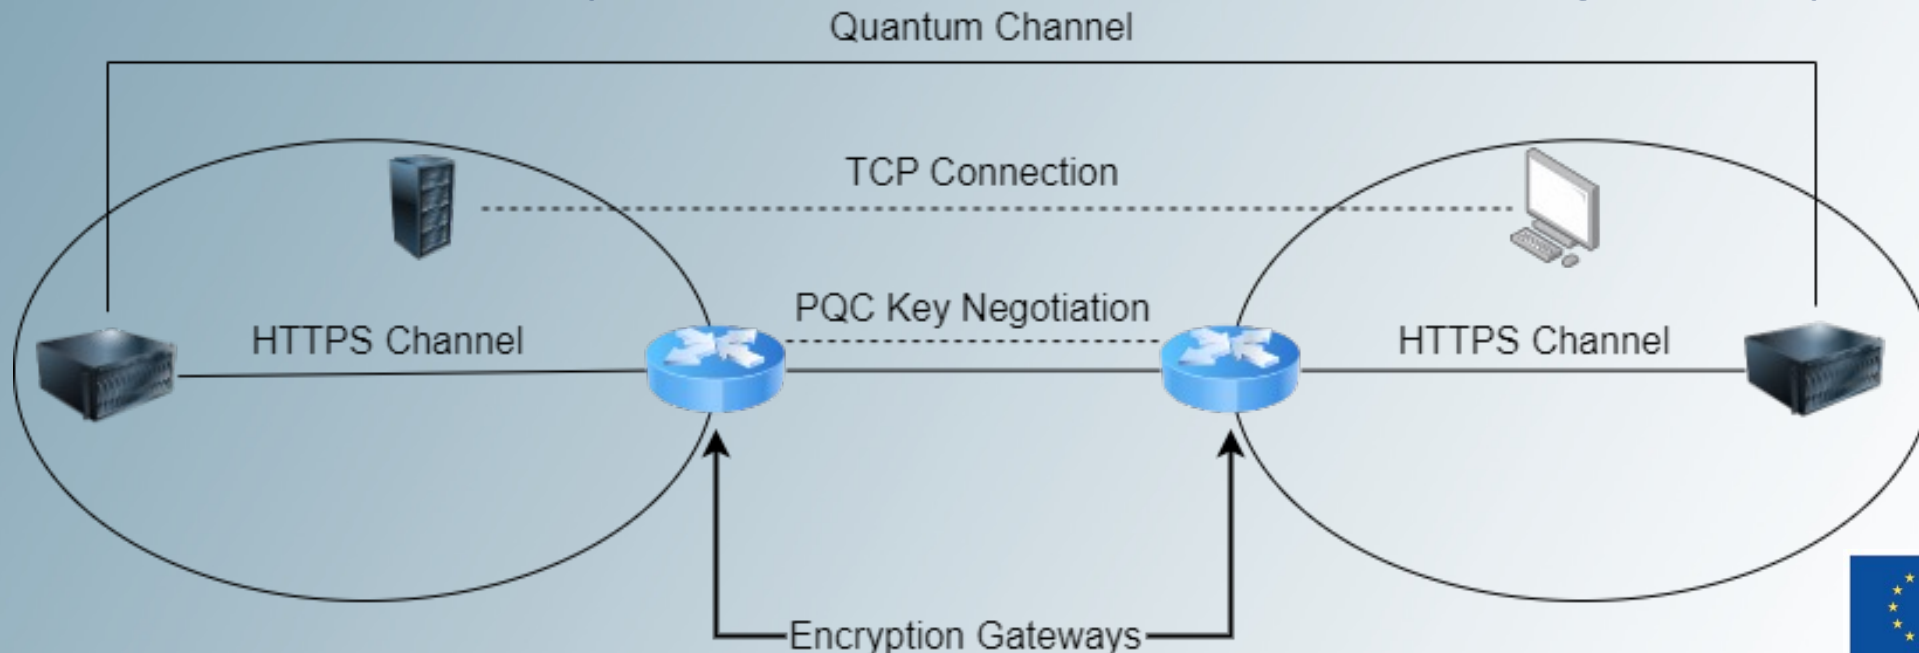 Quantum Channel
TCP Connection
PQC Key Negotiation
HTTPS Channel
HTTPS Channel
Encryption Gateways